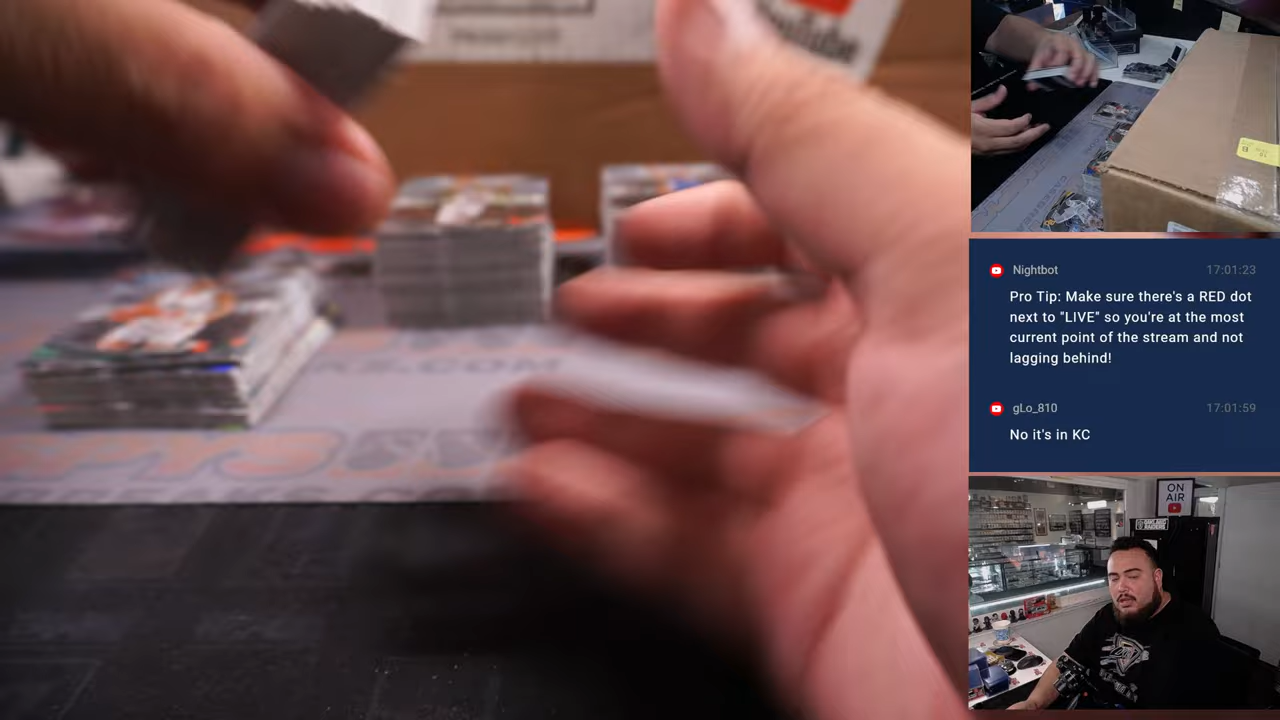 YouTube
.COM
Nightbot 17:01:23
Pro Tip: Make sure there's a RED dot
next to "LIVE" so you're at the most
current point of the stream and not
lagging behind!
gLo_810 17:01:59
No it's in KC
ON
AIR